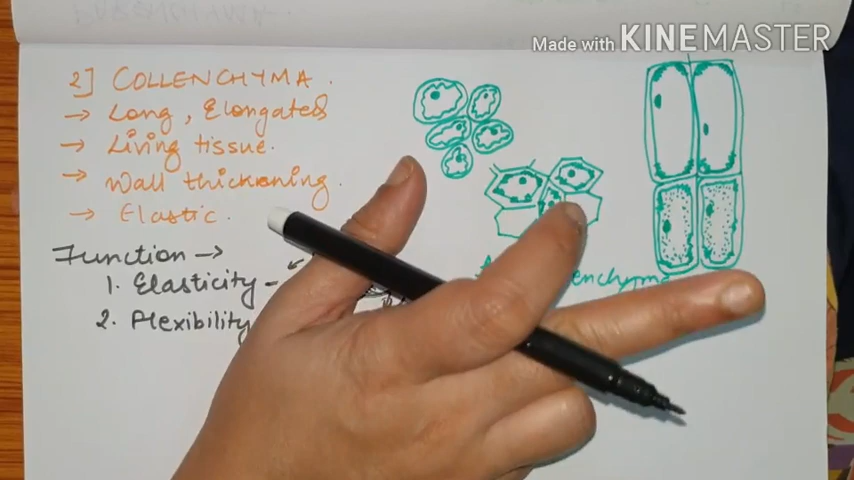 Made with KINEMASTER
2] COLLENCHYMA.
→ Long, Elongated
→ Living tissue.
→ Wall thickening.
→ Elastic.
Function →
1. Elasticity -
2. Flexibility